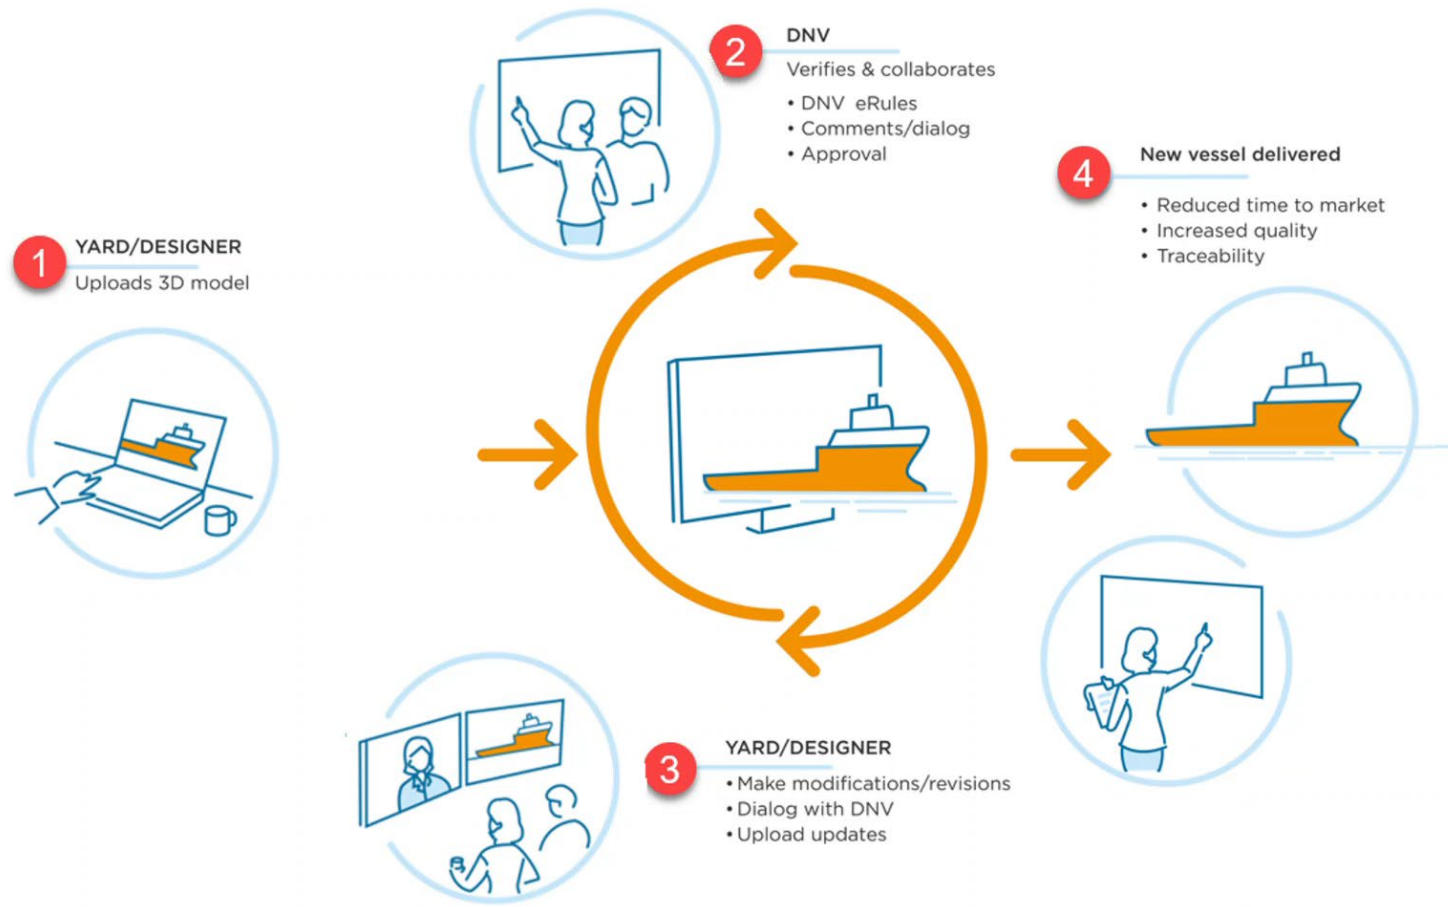 1
YARD/DESIGNER
Uploads 3D model
2
DNV
Verifies & collaborates
• DNV eRules
• Comments/dialog
• Approval
3
YARD/DESIGNER
• Make modifications/revisions
• Dialog with DNV
• Upload updates
4
New vessel delivered
• Reduced time to market
• Increased quality
• Traceability